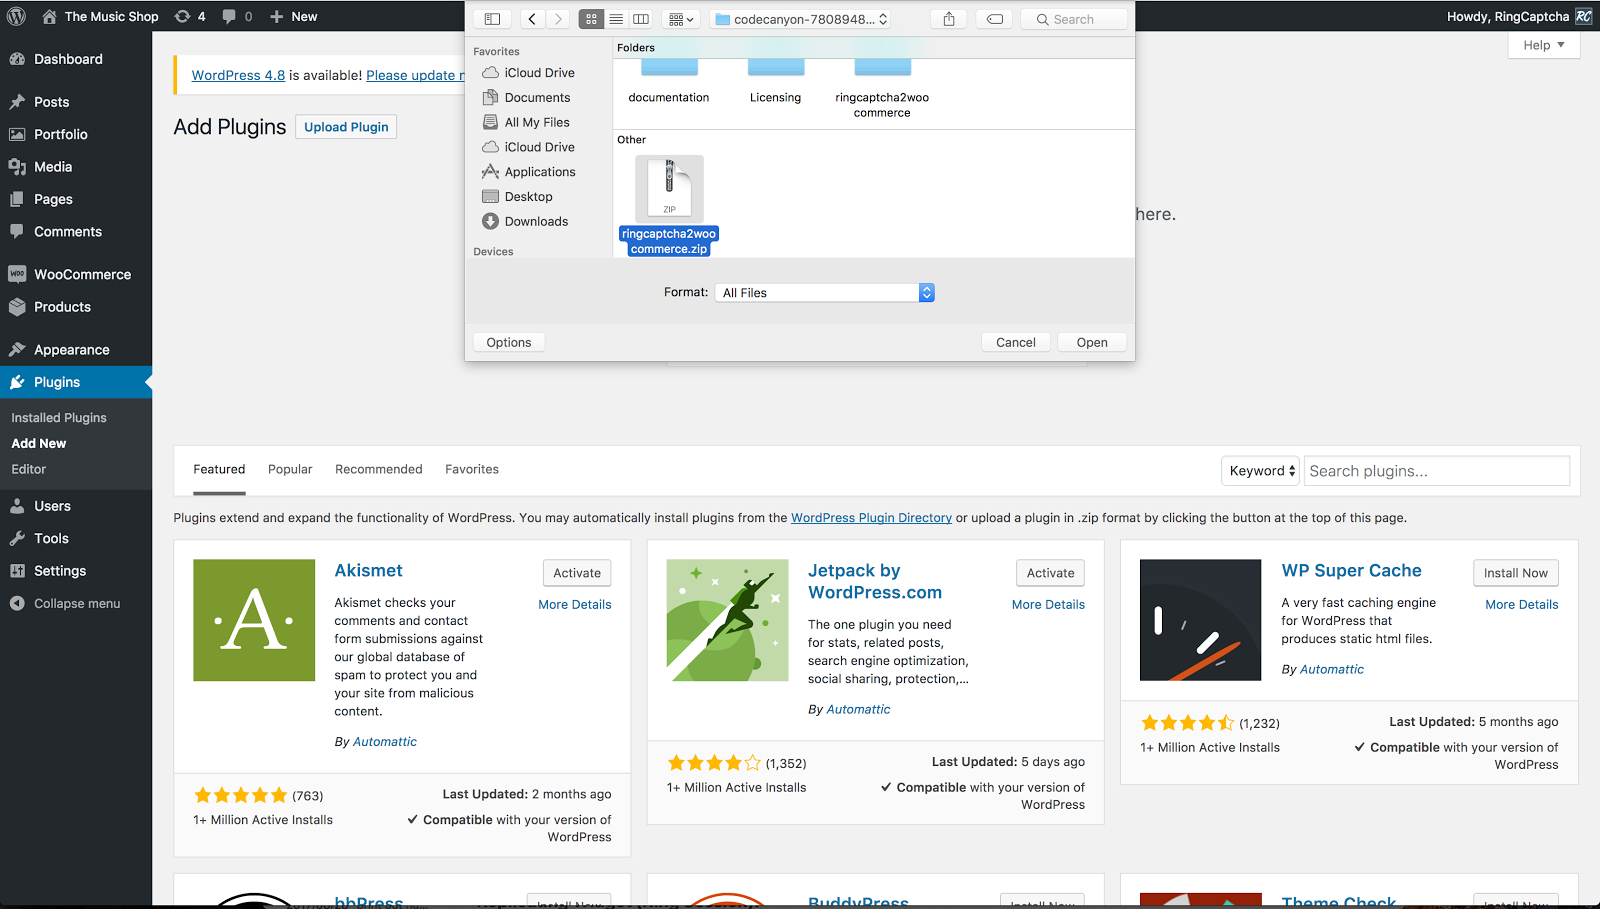 The Music Shop
4
0
New
Howdy, RingCaptcha
RC
Dashboard
Posts
Portfolio
Media
Pages
Comments
WooCommerce
Products
Appearance
Plugins
Installed Plugins
Add New
Editor
Users
Tools
Settings
Collapse menu
Help
WordPress 4.8 is available! Please update
Add Plugins
Upload Plugin
codecanyon-7808948...
Search
Favorites
iCloud Drive
Documents
All My Files
iCloud Drive
Applications
Desktop
Downloads
Devices
Folders
documentation
Licensing
ringcaptcha2woo
commerce
Other
ZIP
ringcaptcha2woo
commerce.zip
Format:
All Files
Options
Cancel
Open
here.
Featured
Popular
Recommended
Favorites
Keyword
Search plugins...
Plugins extend and expand the functionality of WordPress. You may automatically install plugins from the WordPress Plugin Directory or upload a plugin in .zip format by clicking the button at the top of this page.
A
Akismet
Activate
More Details
Akismet checks your
comments and contact
form submissions against
our global database of
spam to protect you and
your site from malicious
content.
By Automattic
(763)
1+ Million Active Installs
Last Updated: 2 months ago
✓ Compatible with your version of
WordPress
Jetpack by
WordPress.com
Activate
More Details
The one plugin you need
for stats, related posts,
search engine optimization,
social sharing, protection,...
By Automattic
(1,352)
1+ Million Active Installs
Last Updated: 5 days ago
✓ Compatible with your version of
WordPress
WP Super Cache
Install Now
More Details
A very fast caching engine
for WordPress that
produces static html files.
By Automattic
(1,232)
1+ Million Active Installs
Last Updated: 5 months ago
✓ Compatible with your version of
WordPress
bbPress
Install Now
BuddyPress
Install Now
Theme Check
Install Now